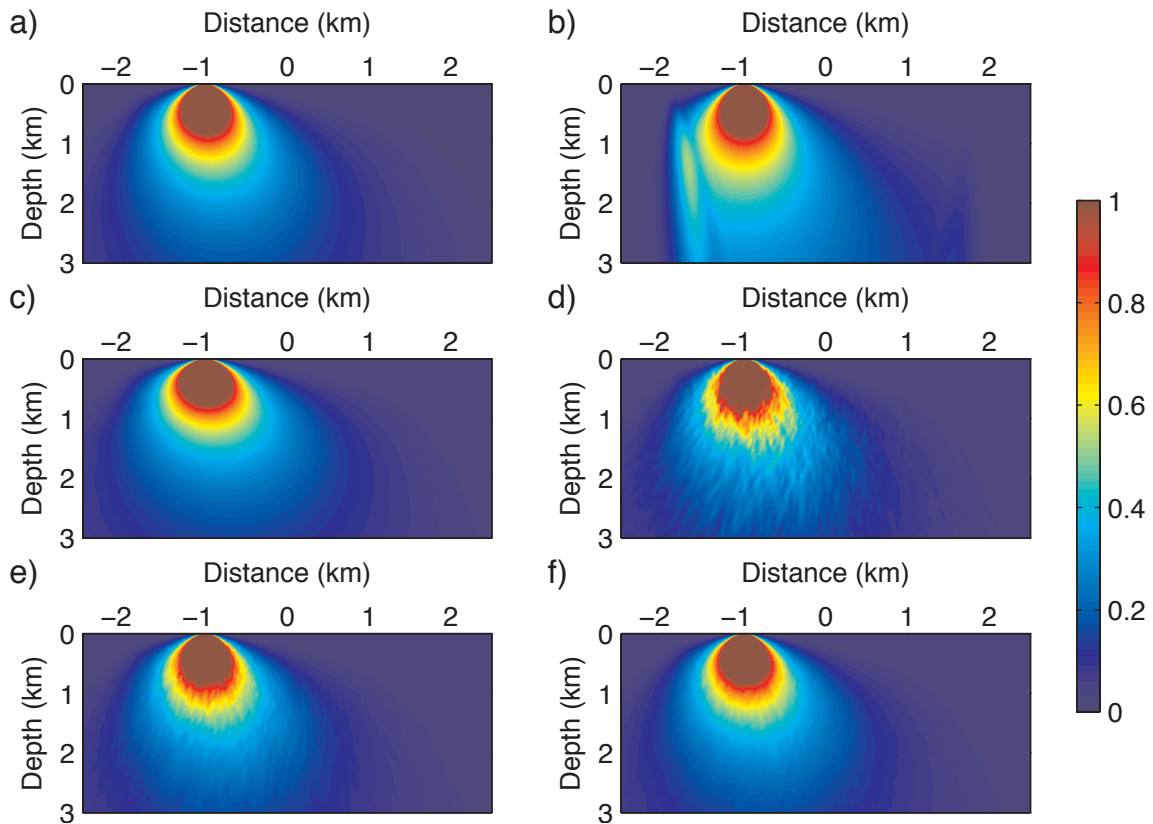 a)
Distance (km)
−2 −1 0 1 2
0
1
2
3
Depth (km)
b)
Distance (km)
−2 −1 0 1 2
0
1
2
3
Depth (km)
c)
Distance (km)
−2 −1 0 1 2
0
1
2
3
Depth (km)
d)
Distance (km)
−2 −1 0 1 2
0
1
2
3
Depth (km)
e)
Distance (km)
−2 −1 0 1 2
0
1
2
3
Depth (km)
f)
Distance (km)
−2 −1 0 1 2
0
1
2
3
Depth (km)
1
0.8
0.6
0.4
0.2
0